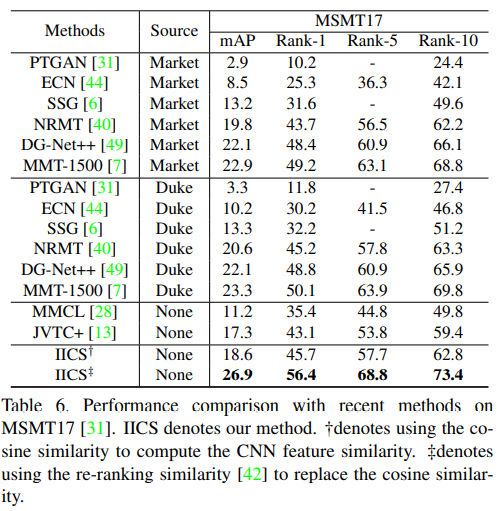 Methods Source MSMT17
mAP Rank-1 Rank-5 Rank-10
PTGAN [31] Market 2.9 10.2 - 24.4
ECN [44] Market 8.5 25.3 36.3 42.1
SSG [6] Market 13.2 31.6 - 49.6
NRMT [40] Market 19.8 43.7 56.5 62.2
DG-Net++ [49] Market 22.1 48.4 60.9 66.1
MMT-1500 [7] Market 22.9 49.2 63.1 68.8
PTGAN [31] Duke 3.3 11.8 - 27.4
ECN [44] Duke 10.2 30.2 41.5 46.8
SSG [6] Duke 13.3 32.2 - 51.2
NRMT [40] Duke 20.6 45.2 57.8 63.3
DG-Net++ [49] Duke 22.1 48.8 60.9 65.9
MMT-1500 [7] Duke 23.3 50.1 63.9 69.8
MMCL [28] None 11.2 35.4 44.8 49.8
JVTC+ [13] None 17.3 43.1 53.8 59.4
IICS† None 18.6 45.7 57.7 62.8
IICS‡ None 26.9 56.4 68.8 73.4
Table 6. Performance comparison with recent methods on
MSMT17 [31]. IICS denotes our method. †denotes using the co-
sine similarity to compute the CNN feature similarity. ‡denotes
using the re-ranking similarity [42] to replace the cosine similar-
ity.